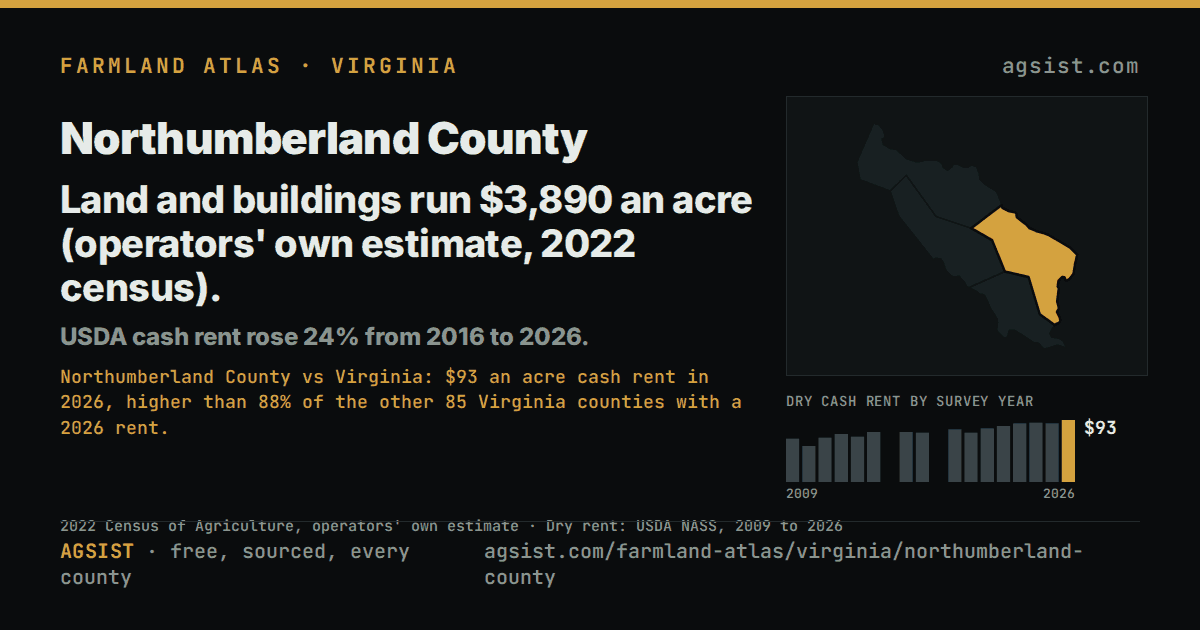 FARMLAND ATLAS · VIRGINIA
agsist.com
Northumberland County
Land and buildings run $3,890 an acre
(operators' own estimate, 2022
census).
USDA cash rent rose 24% from 2016 to 2026.
Northumberland County vs Virginia: $93 an acre cash rent in
2026, higher than 88% of the other 85 Virginia counties with a
2026 rent.
DRY CASH RENT BY SURVEY YEAR
$93
2009 2026
2022 Census of Agriculture, operators' own estimate · Dry rent: USDA NASS, 2009 to 2026
AGSIST · free, sourced, every
county
agsist.com/farmland-atlas/virginia/northumberland-
county